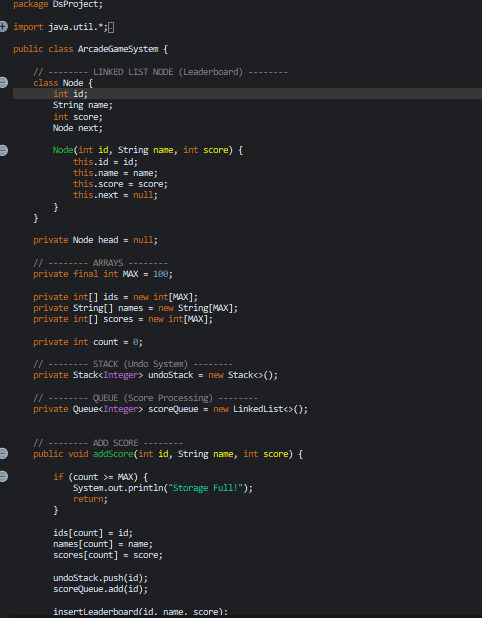 package DsProject;
import java.util.*;
public class ArcadeGameSystem {
// -------- LINKED LIST NODE (Leaderboard) --------
class Node {
int id;
String name;
int score;
Node next;
Node(int id, String name, int score) {
this.id = id;
this.name = name;
this.score = score;
this.next = null;
}
}
private Node head = null;
// -------- ARRAYS --------
private final int MAX = 100;
private int[] ids = new int[MAX];
private String[] names = new String[MAX];
private int[] scores = new int[MAX];
private int count = 0;
// -------- STACK (Undo System) --------
private Stack<Integer> undoStack = new Stack<>();
// -------- QUEUE (Score Processing) --------
private Queue<Integer> scoreQueue = new LinkedList<>();
// -------- ADD SCORE --------
public void addScore(int id, String name, int score) {
if (count >= MAX) {
System.out.println("Storage Full!");
return;
}
ids[count] = id;
names[count] = name;
scores[count] = score;
undoStack.push(id);
scoreQueue.add(id);
insertLeaderboard(id, name, score);